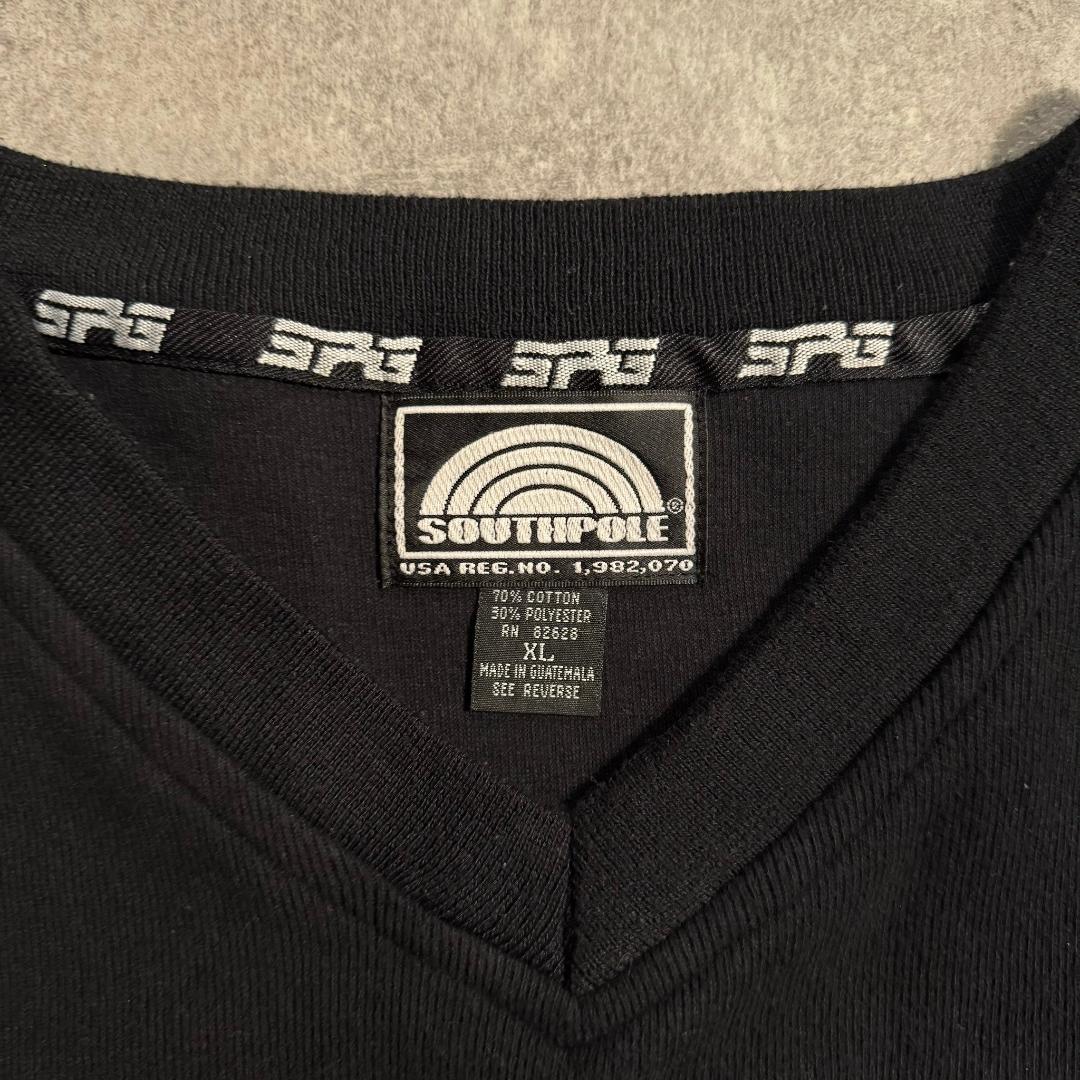 SPG SPG SPG SPG
SOUTHPOLE®
USA REG.NO. 1,982,070
70% COTTON
30% POLYESTER
RN 82628
XL
MADE IN GUATEMALA
SEE REVERSE